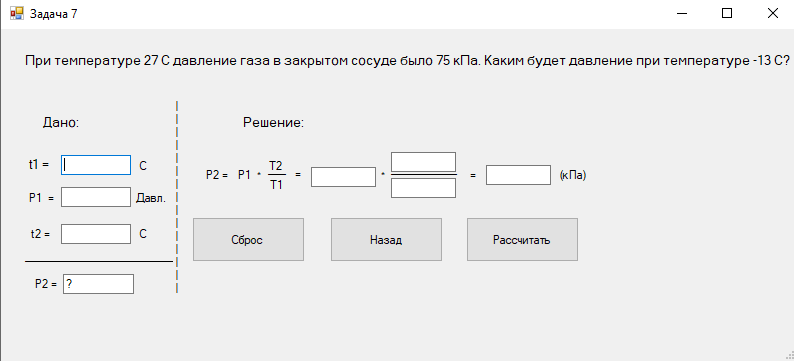 Задача 7
При температуре 27 С давление газа в закрытом сосуде было 75 кПа. Каким будет давление при температуре -13 С?
Дано:
Решение:
t1 = С
P1 = Давл.
t2 = С
P2 = ?
P2 = P1 * T2 / T1 = * = (кПа)
Сброс
Назад
Рассчитать